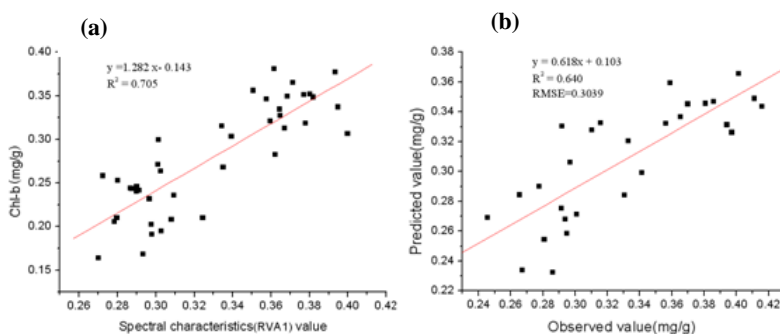 (a)
(b)
y =1.282 x- 0.143
R² = 0.705
0.40
0.35
0.30
0.25
0.20
0.15
Chl-b (mg/g)
0.26 0.28 0.30 0.32 0.34 0.36 0.38 0.40 0.42
Spectral characteristics(RVA1) value
y = 0.618x + 0.103
R² = 0.640
RMSE=0.3039
0.38
0.36
0.34
0.32
0.30
0.28
0.26
0.24
0.22
Predicted value(mg/g)
0.24 0.26 0.28 0.30 0.32 0.34 0.36 0.38 0.40 0.42
Observed value(mg/g)